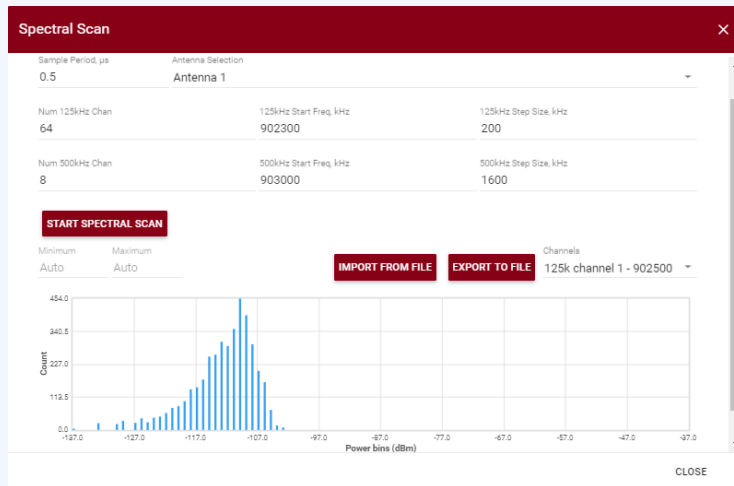 Spectral Scan ×
Sample Period, µs Antenna Selection
0.5 Antenna 1
Num 125kHz Chan 125kHz Start Freq, kHz 125kHz Step Size, kHz
64 902300 200
Num 500kHz Chan 500kHz Start Freq, kHz 500kHz Step Size, kHz
8 903000 1600
START SPECTRAL SCAN
Minimum Maximum Channels
Auto Auto IMPORT FROM FILE EXPORT TO FILE 125k channel 1 - 902500
454.0
340.5
227.0
113.5
0.0
Count
-137.0 -127.0 -117.0 -107.0 -97.0 -87.0 -77.0 -67.0 -57.0 -47.0 -37.0
Power bins (dBm)
CLOSE